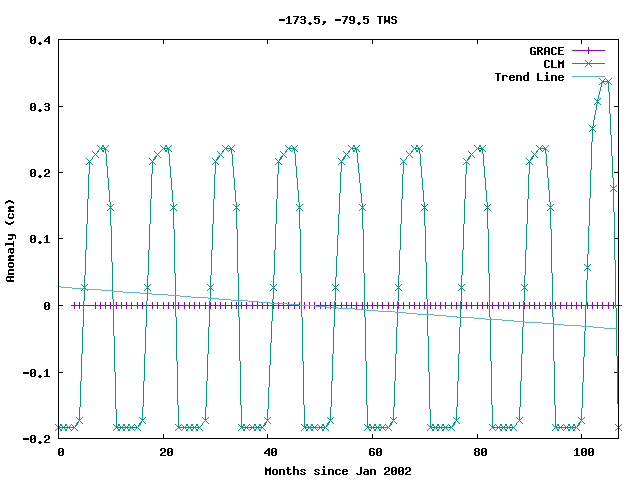 -173.5, -79.5 TWS
GRACE
CLM
Trend Line
0.4
0.3
0.2
0.1
0
-0.1
-0.2
Anomaly (cm)
0 20 40 60 80 100
Months since Jan 2002